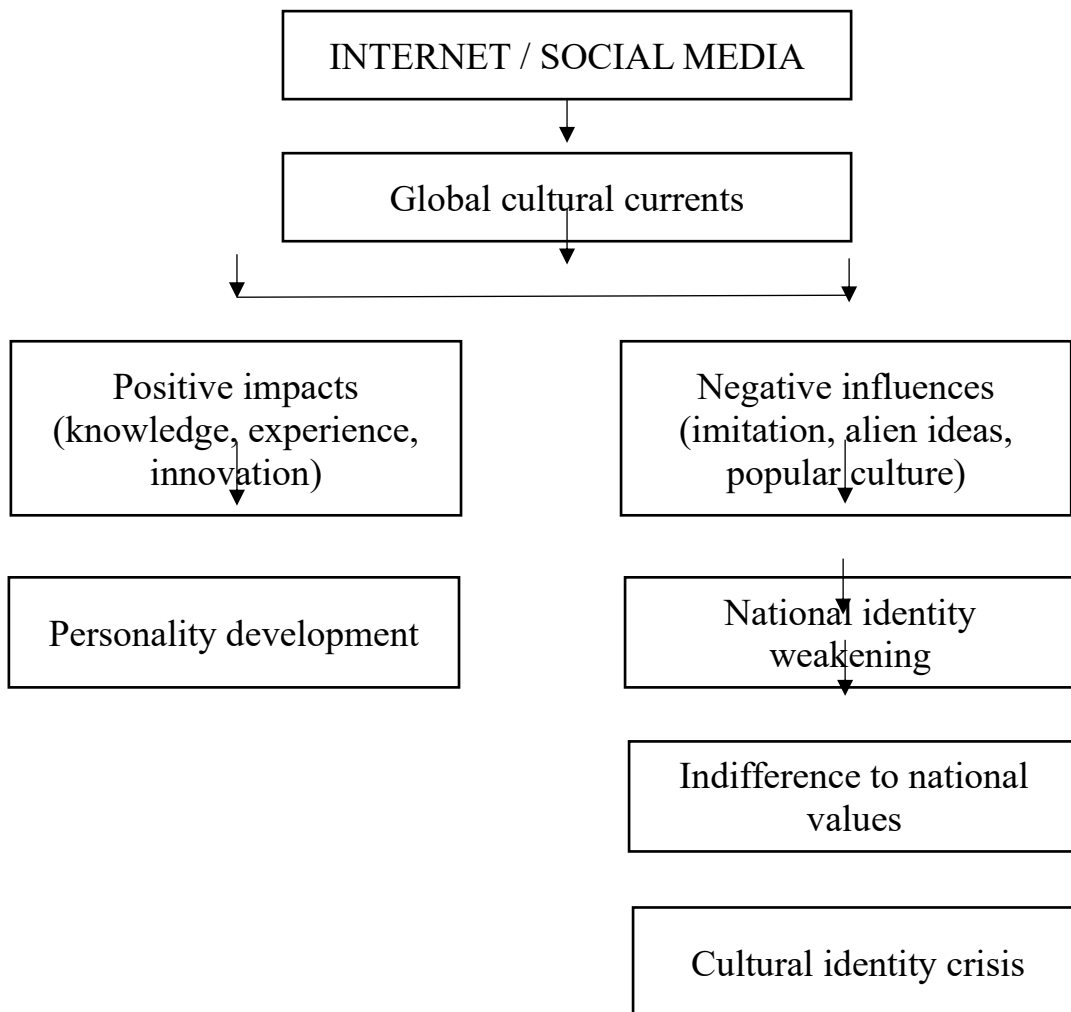 INTERNET / SOCIAL MEDIA
Global cultural currents
Positive impacts
(knowledge, experience,
innovation)
Negative influences
(imitation, alien ideas,
popular culture)
Personality development
National identity
weakening
Indifference to national
values
Cultural identity crisis